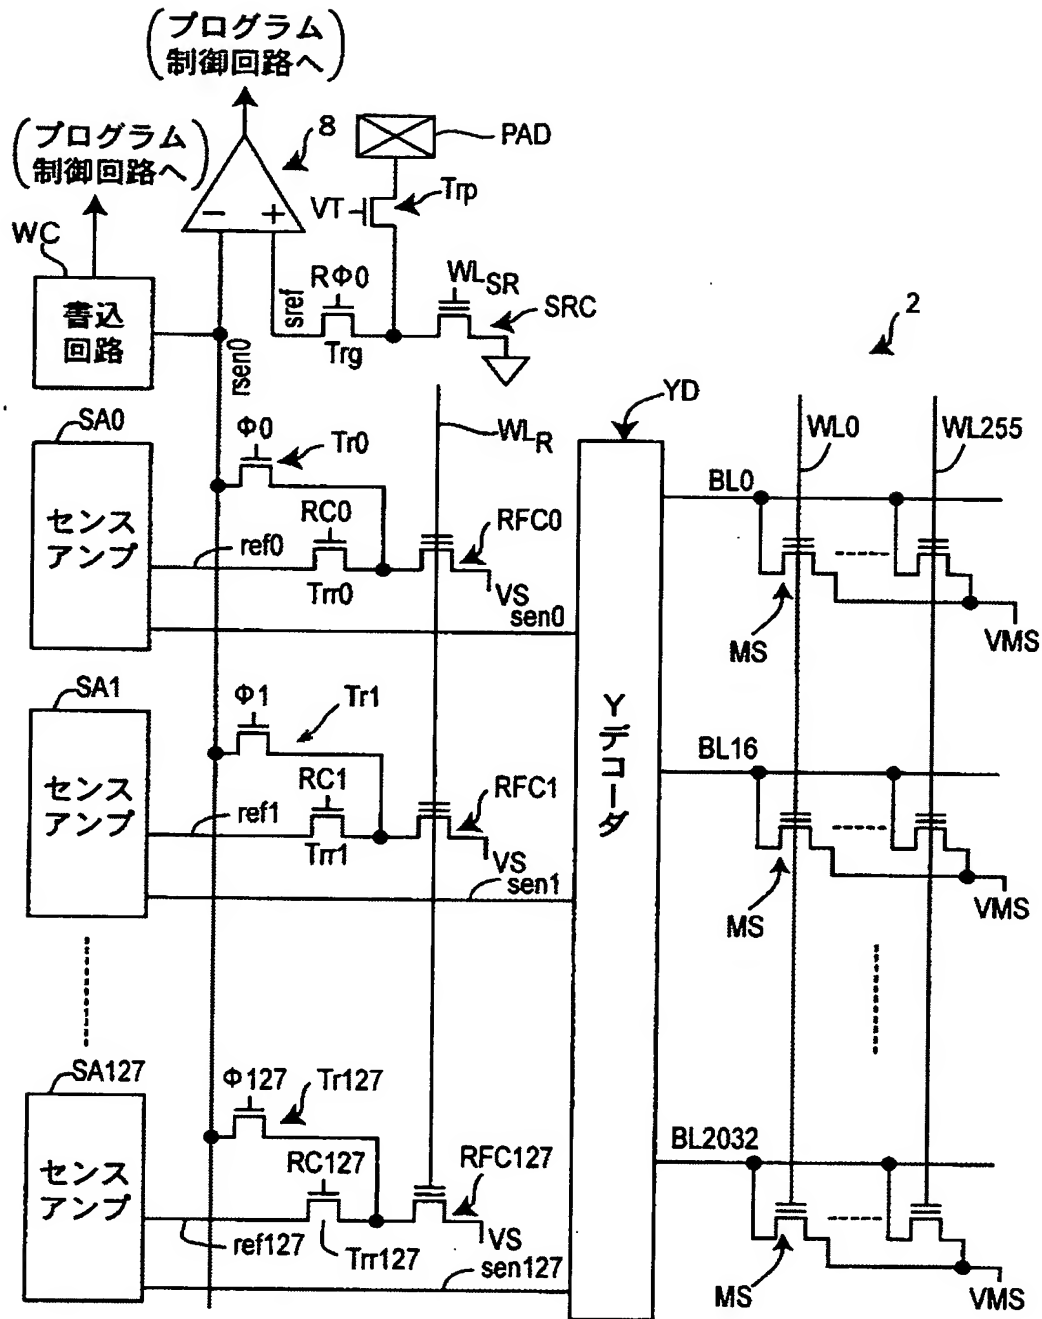 (プログラム
制御回路へ)
(プログラム
制御回路へ)
8
PAD
VT
Trp
WC
書込
回路
RΦ0
WLSR
SRC
sref
Trg
rsen0
2
YD
SA0
センス
アンプ
Φ0
Tr0
WLR
RC0
RFC0
ref0
Trr0
VS
sen0
BL0
WL0
WL255
MS
VMS
SA1
センス
アンプ
Φ1
Tr1
RC1
RFC1
ref1
Trr1
VS
sen1
Yデコーダ
BL16
MS
VMS
SA127
センス
アンプ
Φ127
Tr127
RC127
RFC127
ref127
Trr127
VS
sen127
BL2032
MS
VMS